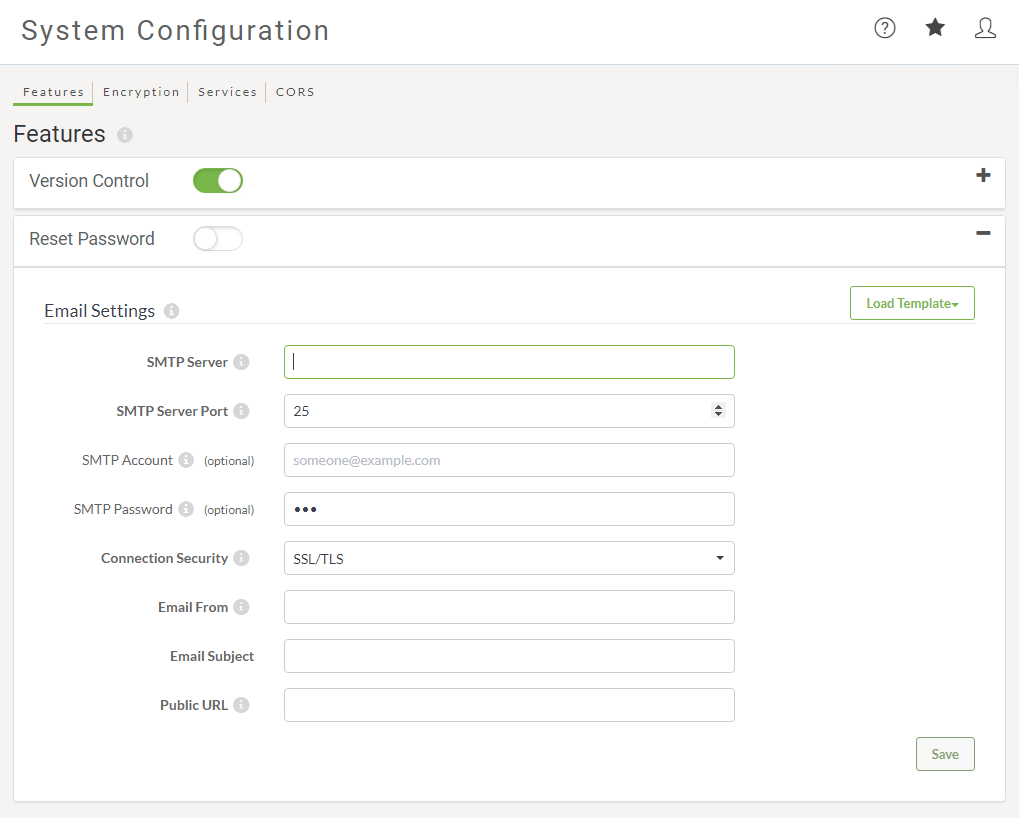 System Configuration
Features Encryption Services CORS
Features
Version Control
Reset Password
Email Settings Load Template
SMTP Server
SMTP Server Port 25
SMTP Account (optional) someone@example.com
SMTP Password (optional) •••
Connection Security SSL/TLS
Email From
Email Subject
Public URL
Save